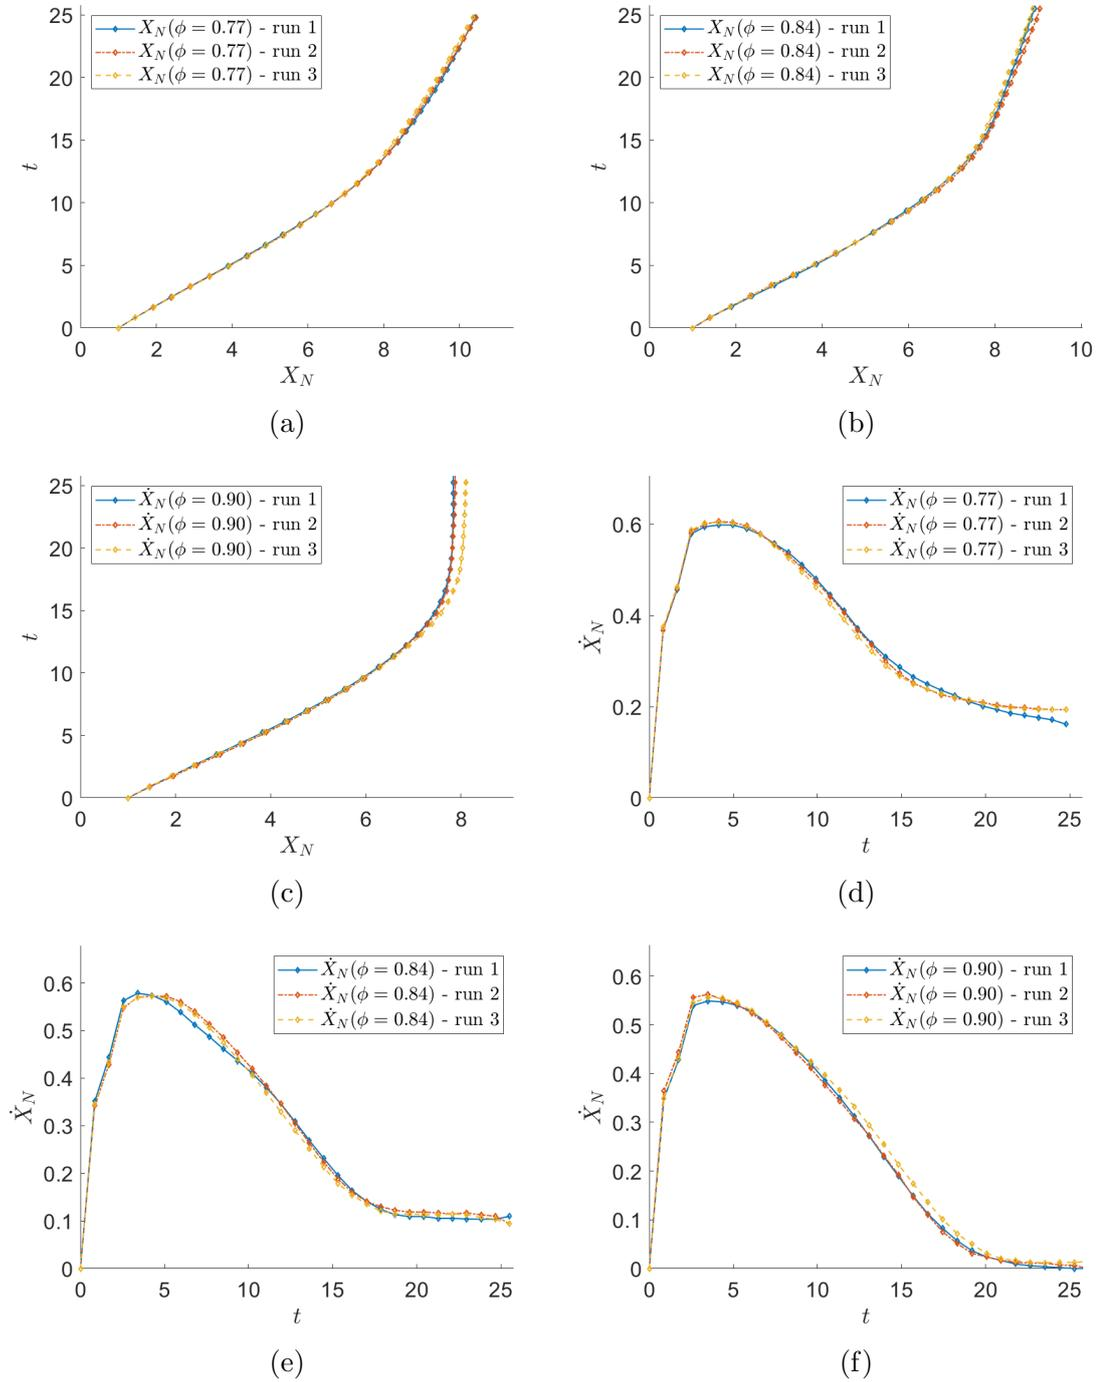 25
20
15
10
5
0
t
X_N(ϕ = 0.77) - run 1
X_N(ϕ = 0.77) - run 2
X_N(ϕ = 0.77) - run 3
0 2 4 6 8 10
X_N
(a)
25
20
15
10
5
0
t
X_N(ϕ = 0.84) - run 1
X_N(ϕ = 0.84) - run 2
X_N(ϕ = 0.84) - run 3
0 2 4 6 8 10
X_N
(b)
25
20
15
10
5
0
t
Ẋ_N(ϕ = 0.90) - run 1
Ẋ_N(ϕ = 0.90) - run 2
Ẋ_N(ϕ = 0.90) - run 3
0 2 4 6 8
X_N
(c)
0.6
0.4
0.2
0
Ẋ_N
Ẋ_N(ϕ = 0.77) - run 1
Ẋ_N(ϕ = 0.77) - run 2
Ẋ_N(ϕ = 0.77) - run 3
0 5 10 15 20 25
t
(d)
0.6
0.5
0.4
0.3
0.2
0.1
0
Ẋ_N
Ẋ_N(ϕ = 0.84) - run 1
Ẋ_N(ϕ = 0.84) - run 2
Ẋ_N(ϕ = 0.84) - run 3
0 5 10 15 20 25
t
(e)
0.6
0.5
0.4
0.3
0.2
0.1
0
Ẋ_N
Ẋ_N(ϕ = 0.90) - run 1
Ẋ_N(ϕ = 0.90) - run 2
Ẋ_N(ϕ = 0.90) - run 3
0 5 10 15 20 25
t
(f)